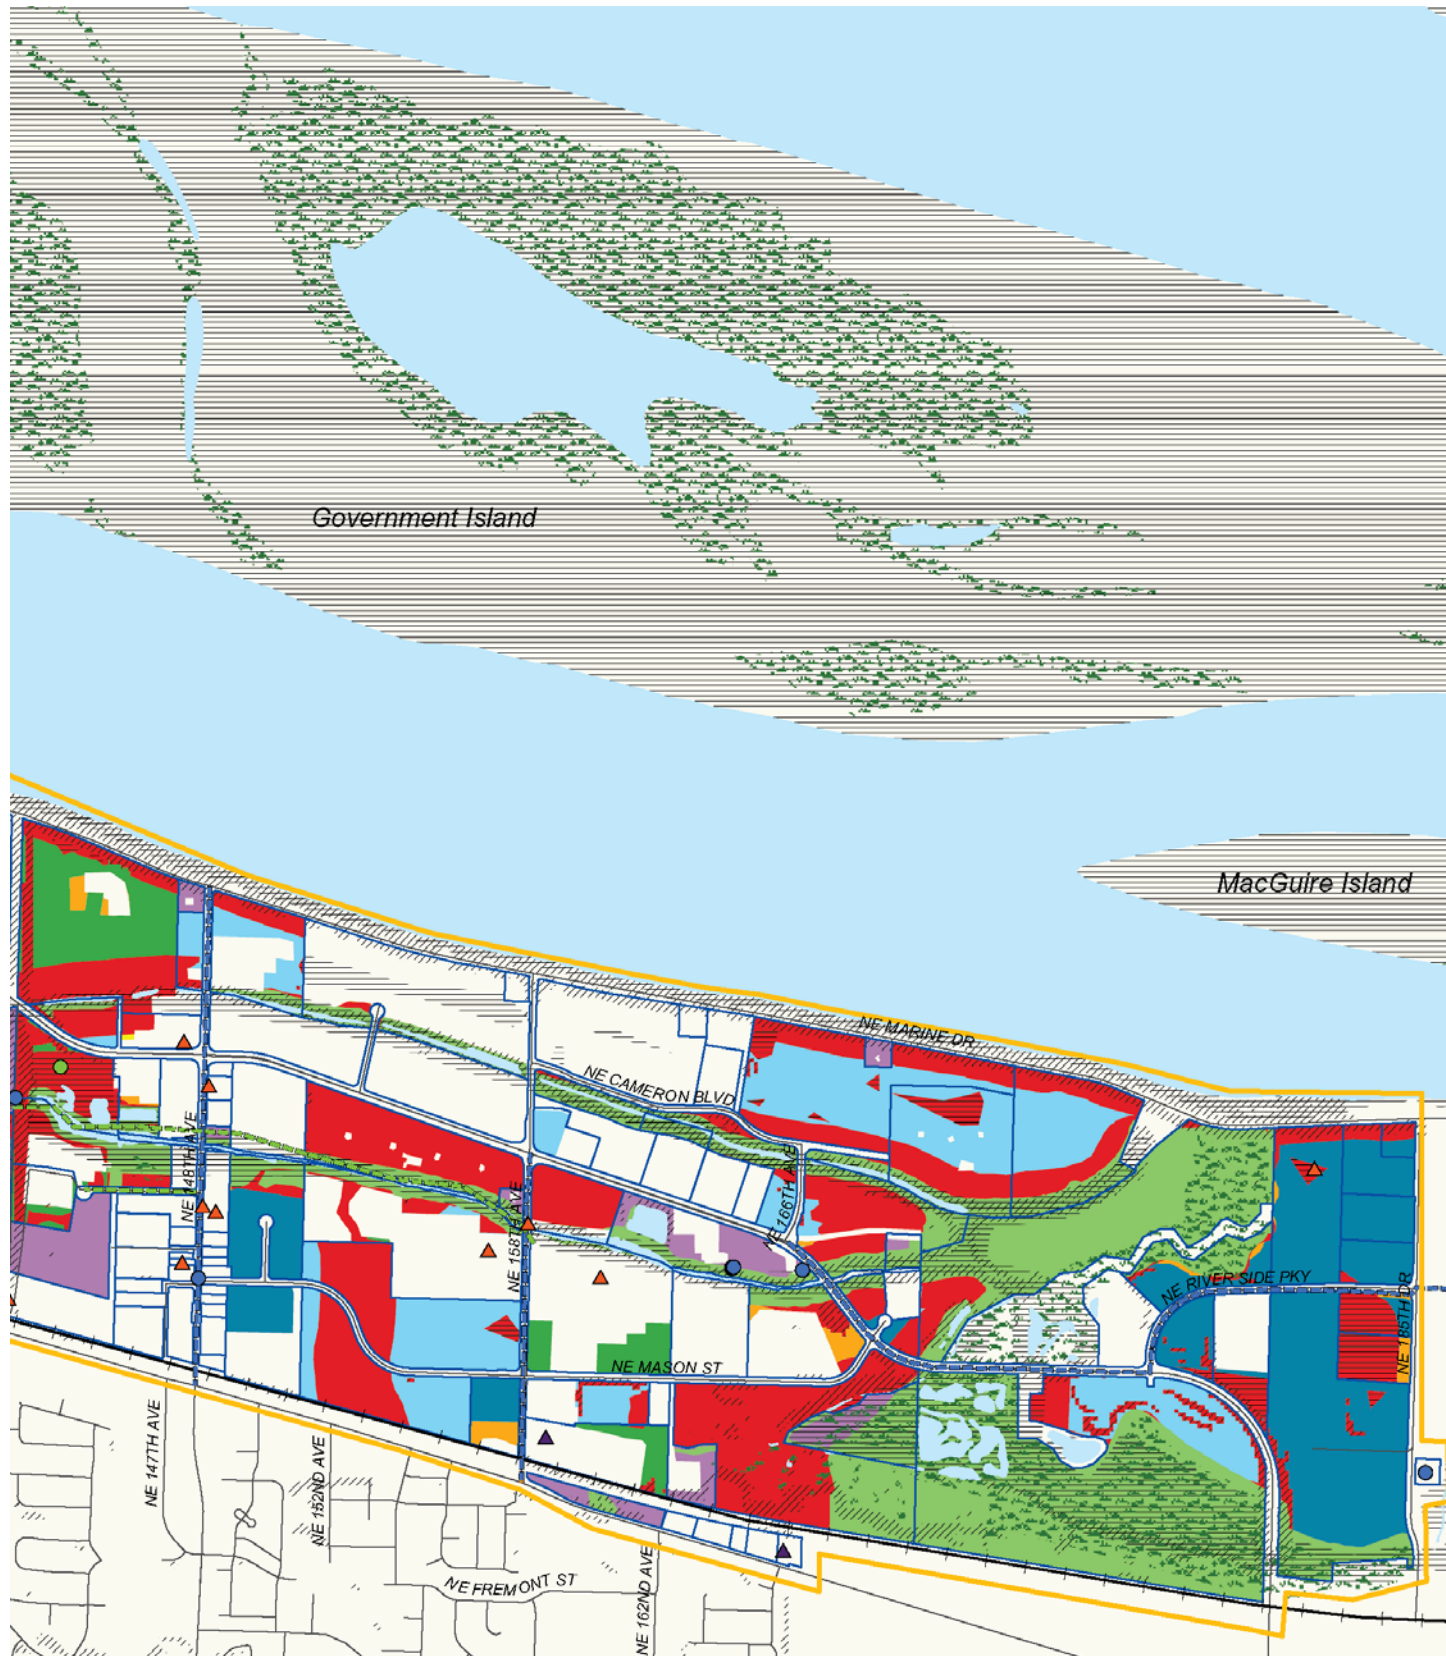 Government Island
MacGuire Island
NE MARINE DR
NE CAMERON BLVD
NE 148TH AVE
NE 166TH AVE
NE 158TH AVE
NE RIVER SIDE PKY
NE 185TH DR
NE MASON ST
NE 147TH AVE
NE 152ND AVE
NE FREMONT ST
NE 162ND AVE